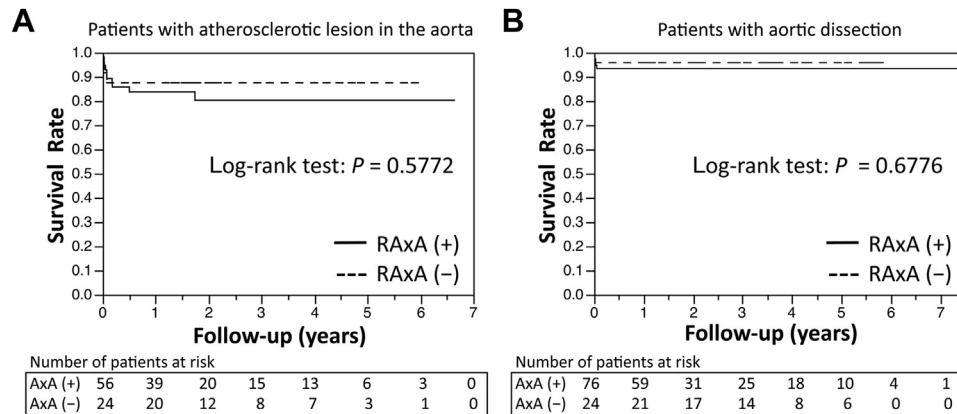 A
Patients with atherosclerotic lesion in the aorta
1.0
0.9
0.8
0.7
0.6
0.5
0.4
0.3
0.2
0.1
0.0
Survival Rate
Log-rank test: P = 0.5772
RAxA (+)
RAxA (−)
0 1 2 3 4 5 6 7
Follow-up (years)
Number of patients at risk
AxA (+) 56 39 20 15 13 6 3 0
AxA (−) 24 20 12 8 7 3 1 0
B
Patients with aortic dissection
1.0
0.9
0.8
0.7
0.6
0.5
0.4
0.3
0.2
0.1
0.0
Survival Rate
Log-rank test: P = 0.6776
RAxA (+)
RAxA (−)
0 1 2 3 4 5 6 7
Follow-up (years)
Number of patients at risk
AxA (+) 76 59 31 25 18 10 4 1
AxA (−) 24 21 17 14 8 6 0 0